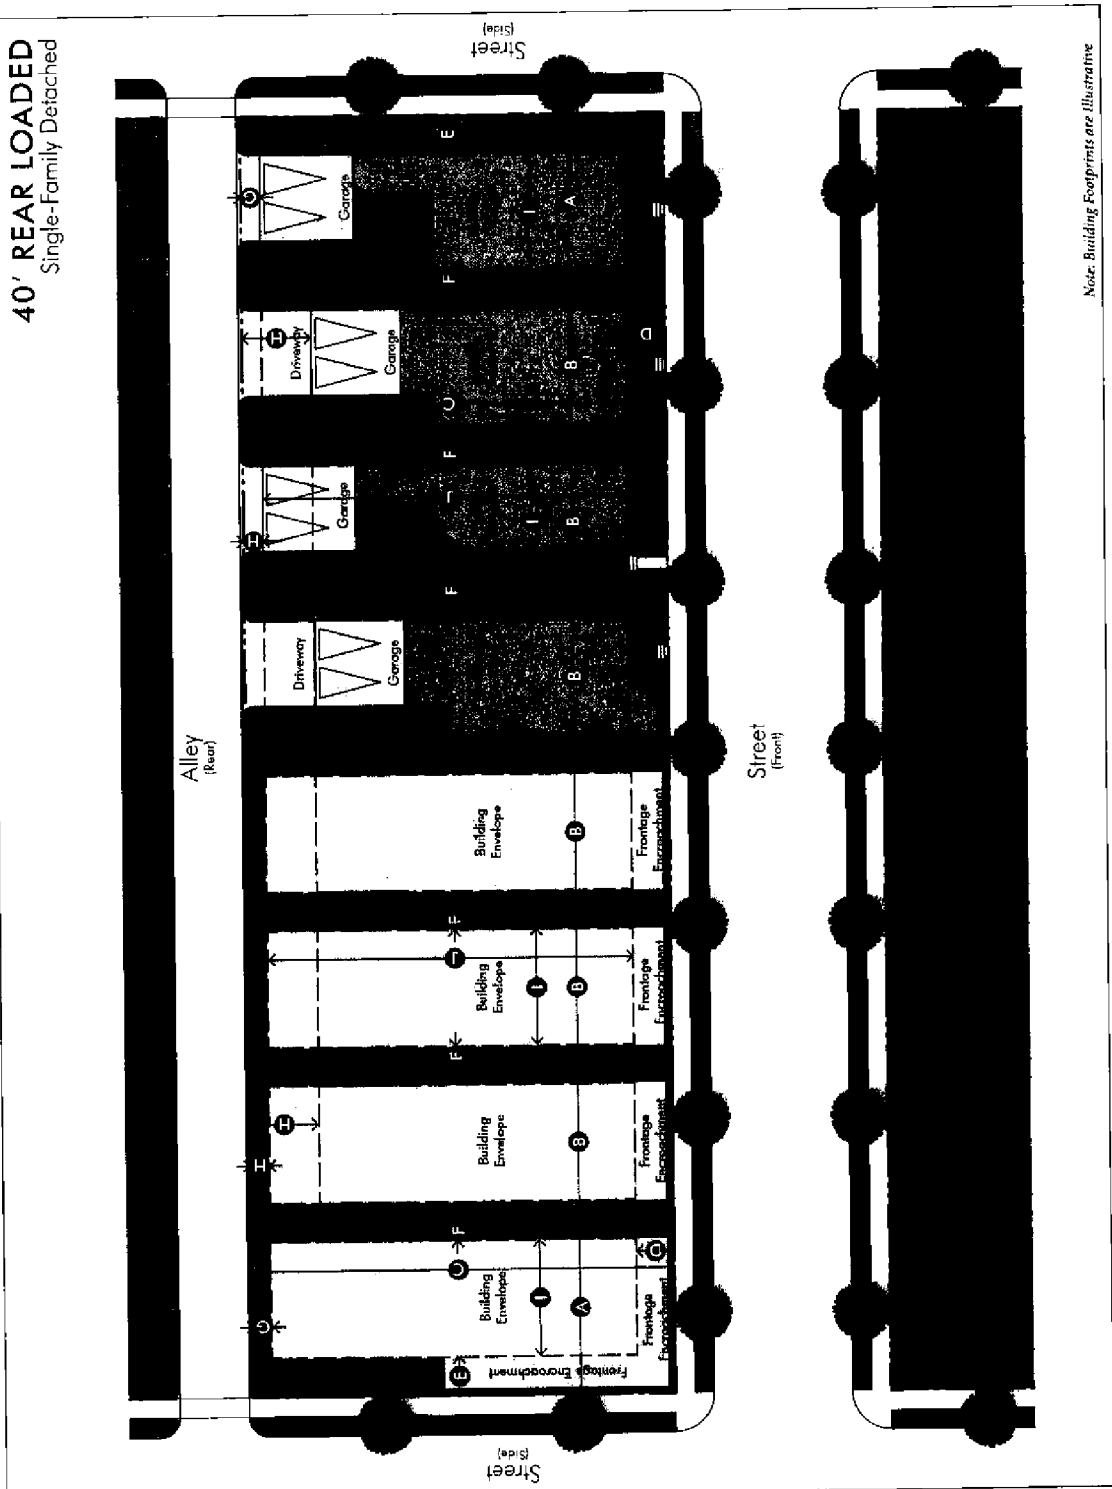 40' REAR LOADED
Single-Family Detached
Street
(Side)
E
G
Garage
I
A
F
H
Driveway
Garage
D
B
C
F
H
Garage
L
I
B
F
Driveway
Garage
B
Alley
(Rear)
Street
(Front)
Building
Envelope
B
Frontage
Encroachment
F
L
Building
Envelope
I
B
Frontage
Encroachment
F
H
H
Building
Envelope
B
Frontage
Encroachment
F
G
C
Building
Envelope
I
A
D
Frontage
Encroachment
E
Frontage Encroachment
Street
(Side)
Note: Building Footprints are Illustrative